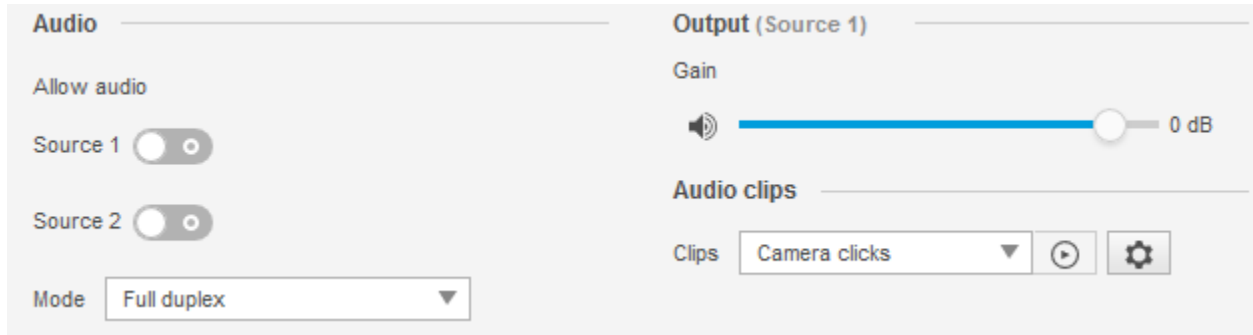 Audio
Allow audio
Source 1
Source 2
Mode Full duplex
Output (Source 1)
Gain
0 dB
Audio clips
Clips Camera clicks